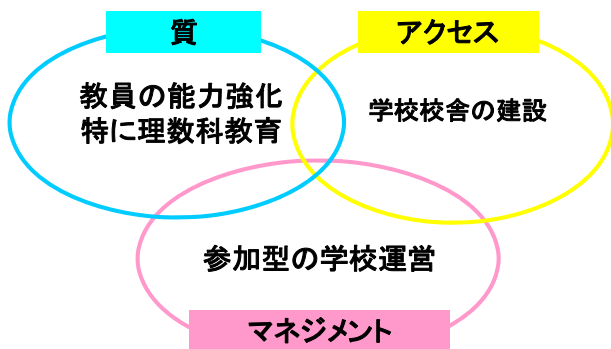 質
アクセス
教員の能力強化
特に理数科教育
学校校舎の建設
参加型の学校運営
マネジメント